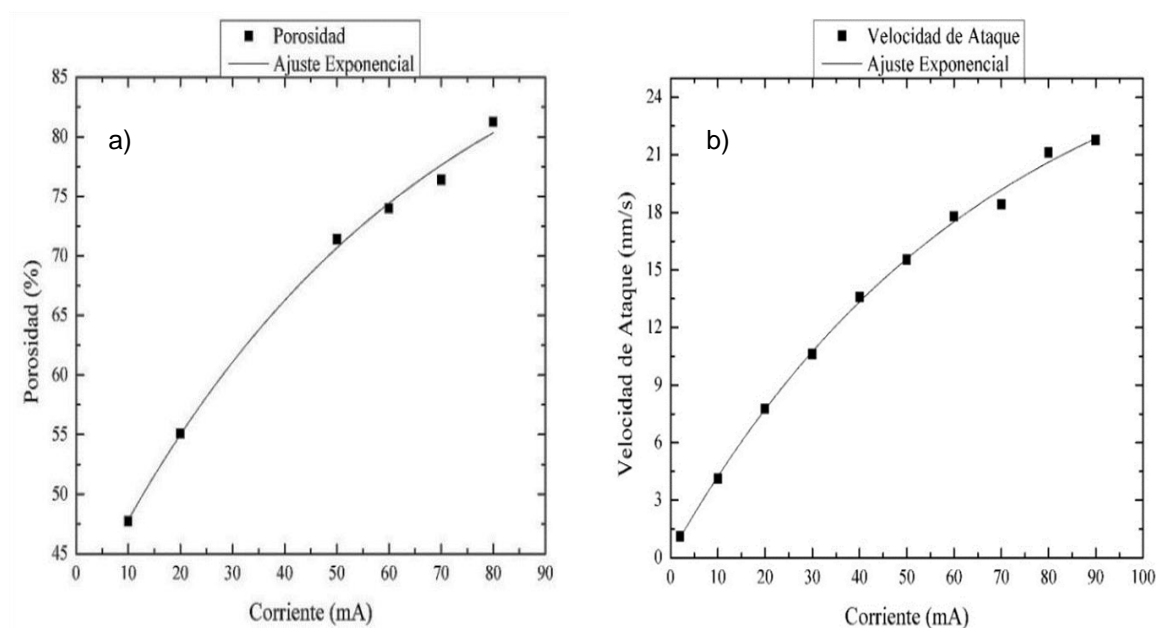 Porosidad
Ajuste Exponencial
a)
85
80
75
70
65
60
55
50
45
Porosidad (%)
0 10 20 30 40 50 60 70 80 90
Corriente (mA)
Velocidad de Ataque
Ajuste Exponencial
b)
24
21
18
15
12
9
6
3
0
Velocidad de Ataque (nm/s)
0 10 20 30 40 50 60 70 80 90 100
Corriente (mA)